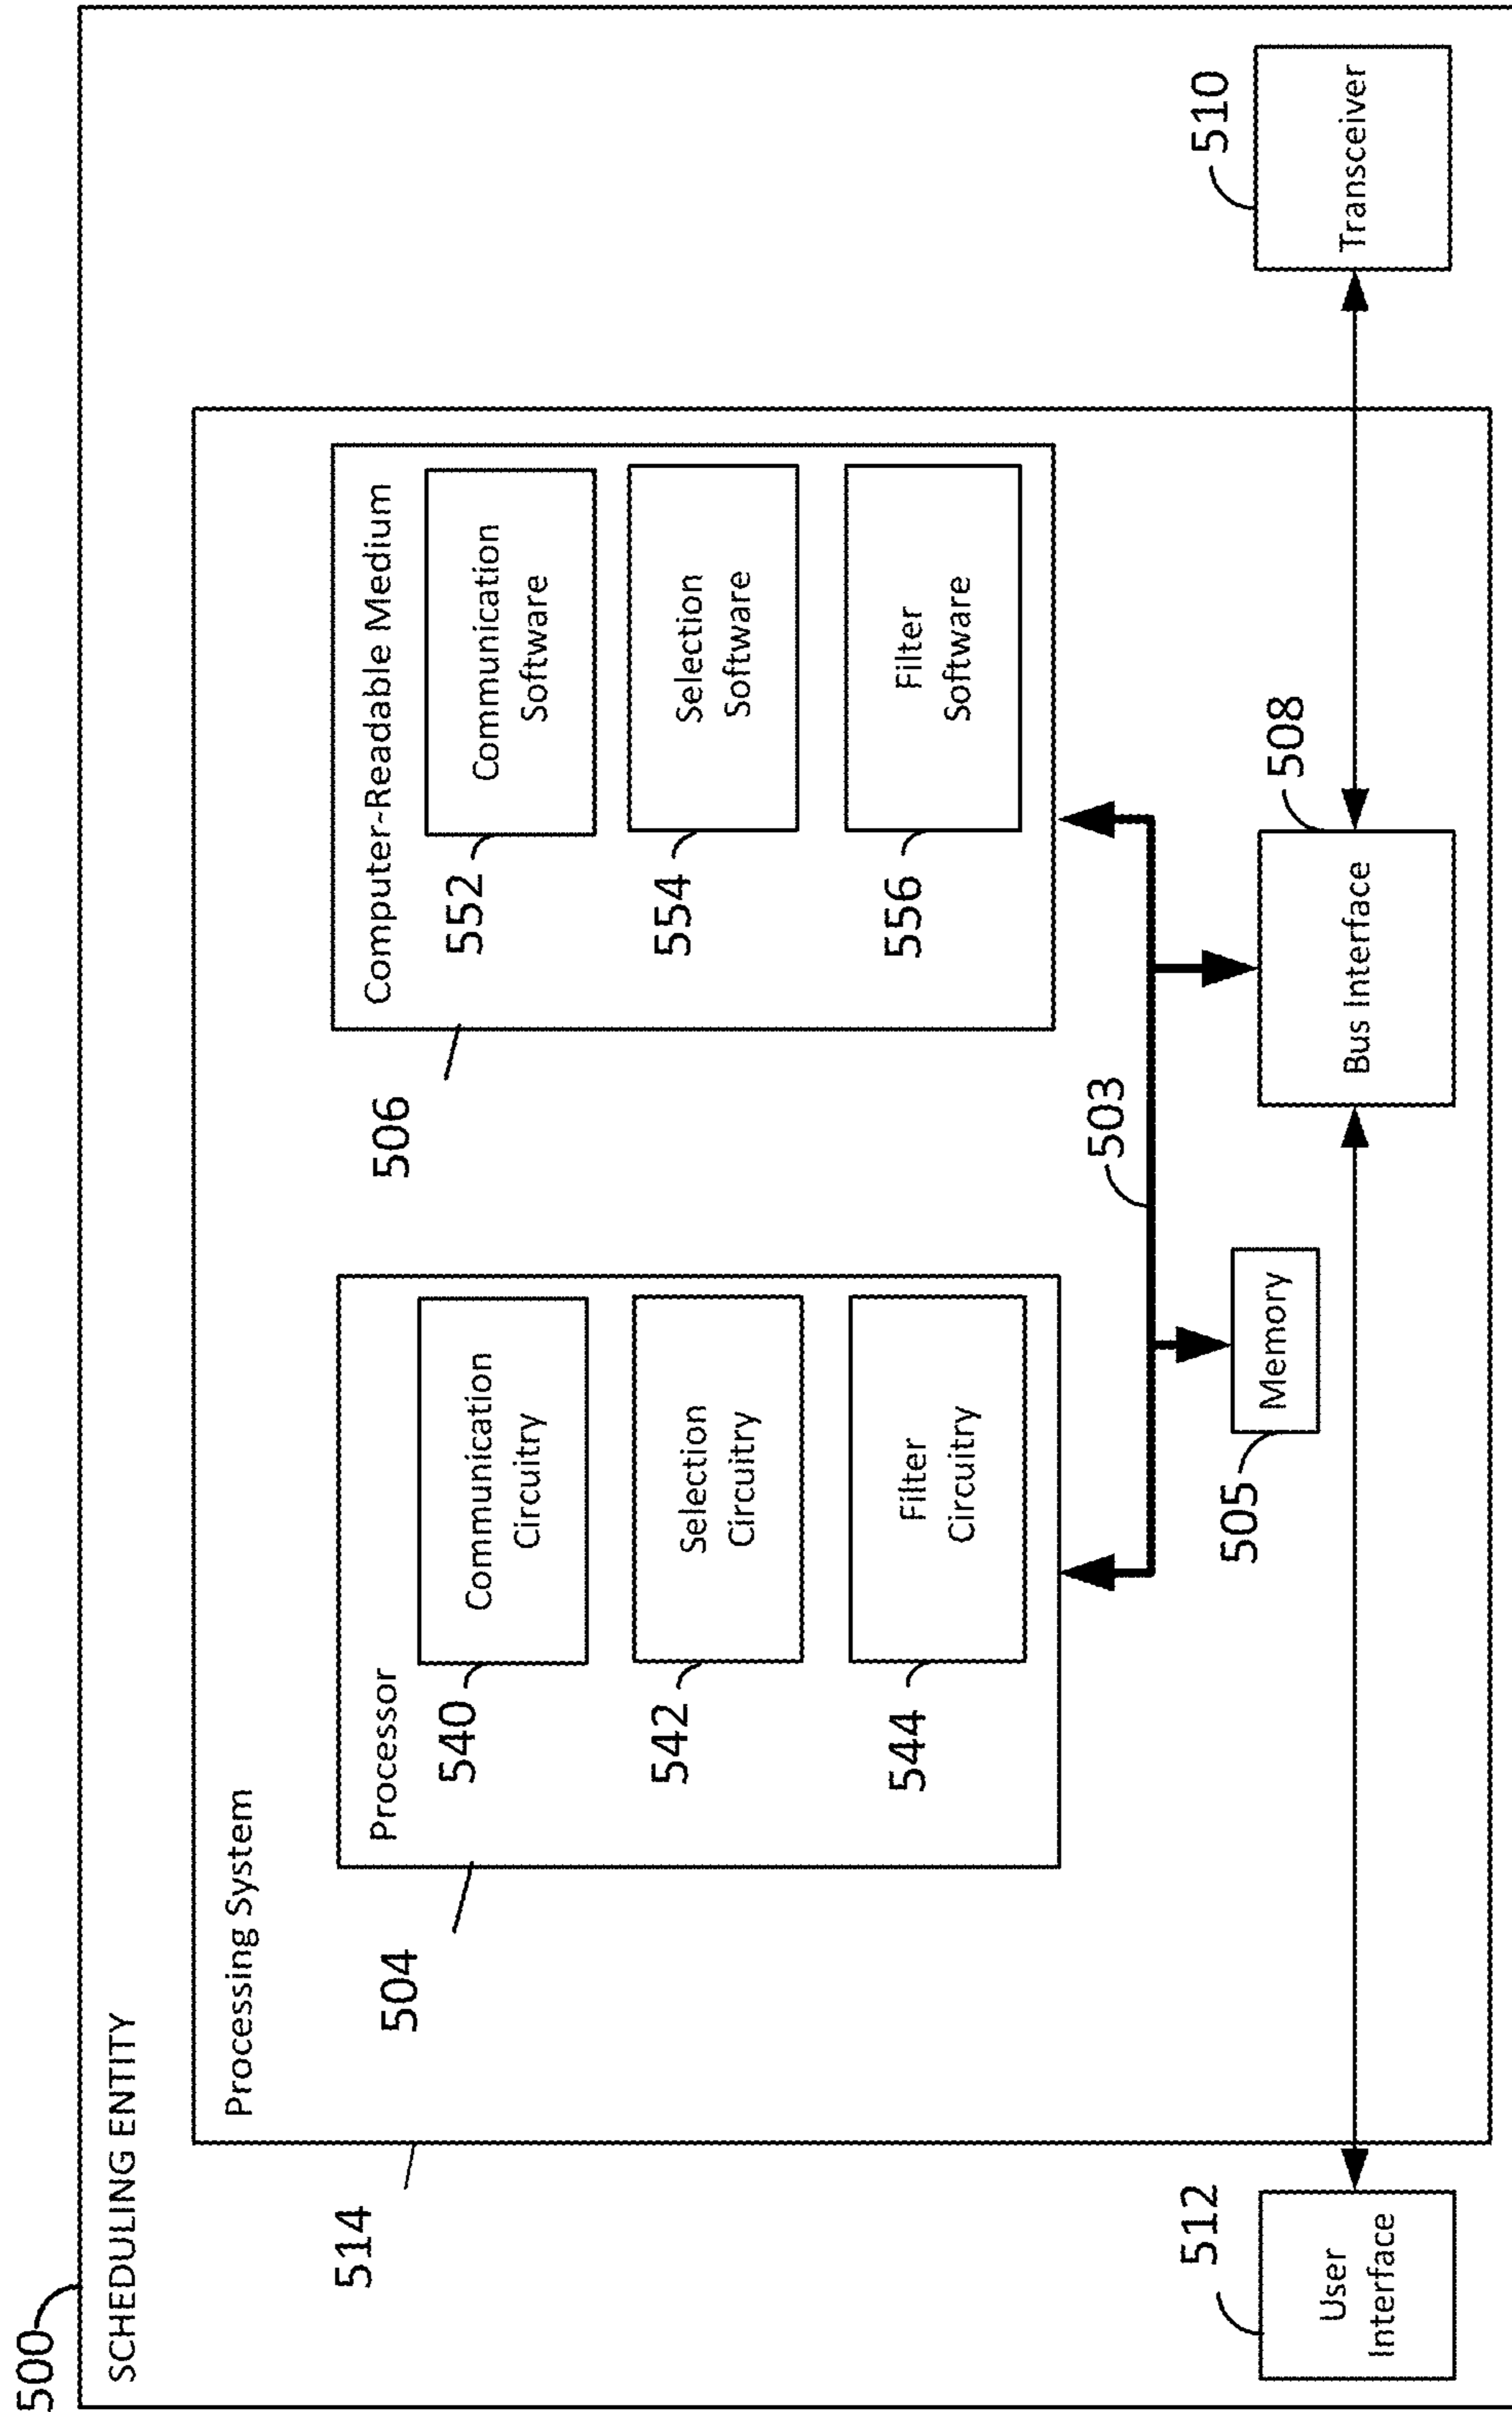 500
SCHEDULING ENTITY
514
Processing System
504
Processor
540
Communication
Circuitry
542
Selection
Circuitry
544
Filter
Circuitry
506
Computer-Readable Medium
552
Communication
Software
554
Selection
Software
556
Filter
Software
503
505
Memory
508
Bus Interface
512
User
Interface
510
Transceiver